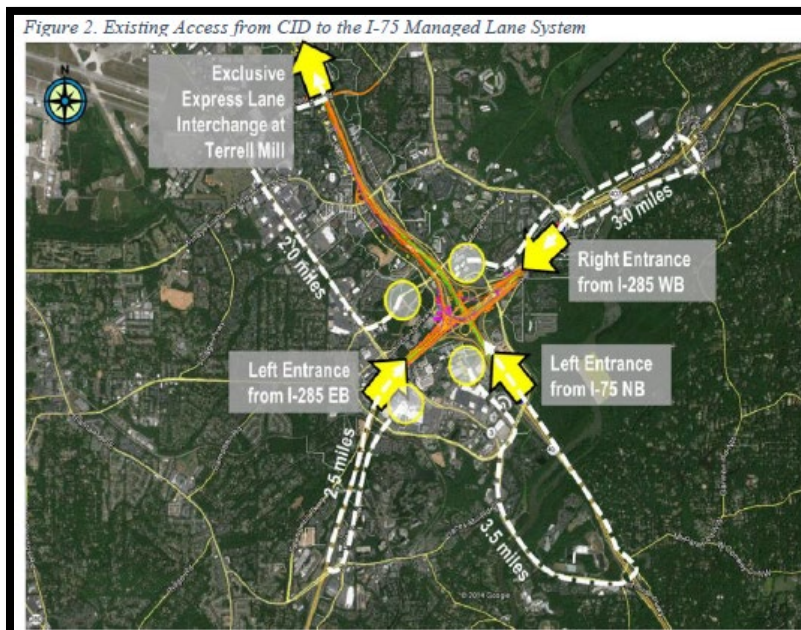 Figure 2. Existing Access from CID to the I-75 Managed Lane System
N
Exclusive
Express Lane
Interchange at
Terrell Mill
3.0 miles
2.0 miles
Right Entrance
from I-285 WB
Left Entrance
from I-285 EB
Left Entrance
from I-75 NB
2.5 miles
3.5 miles
© 2014 Google